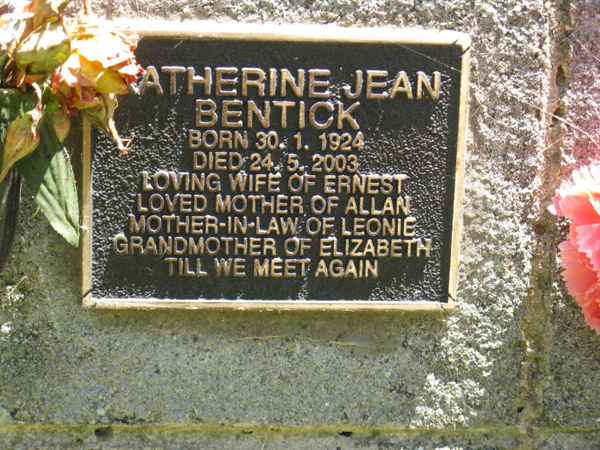 ATHERINE JEAN
BENTICK
BORN 30. 1. 1924
DIED 24. 5. 2003
LOVING WIFE OF ERNEST
LOVED MOTHER OF ALLAN
MOTHER-IN-LAW OF LEONIE
GRANDMOTHER OF ELIZABETH
TILL WE MEET AGAIN